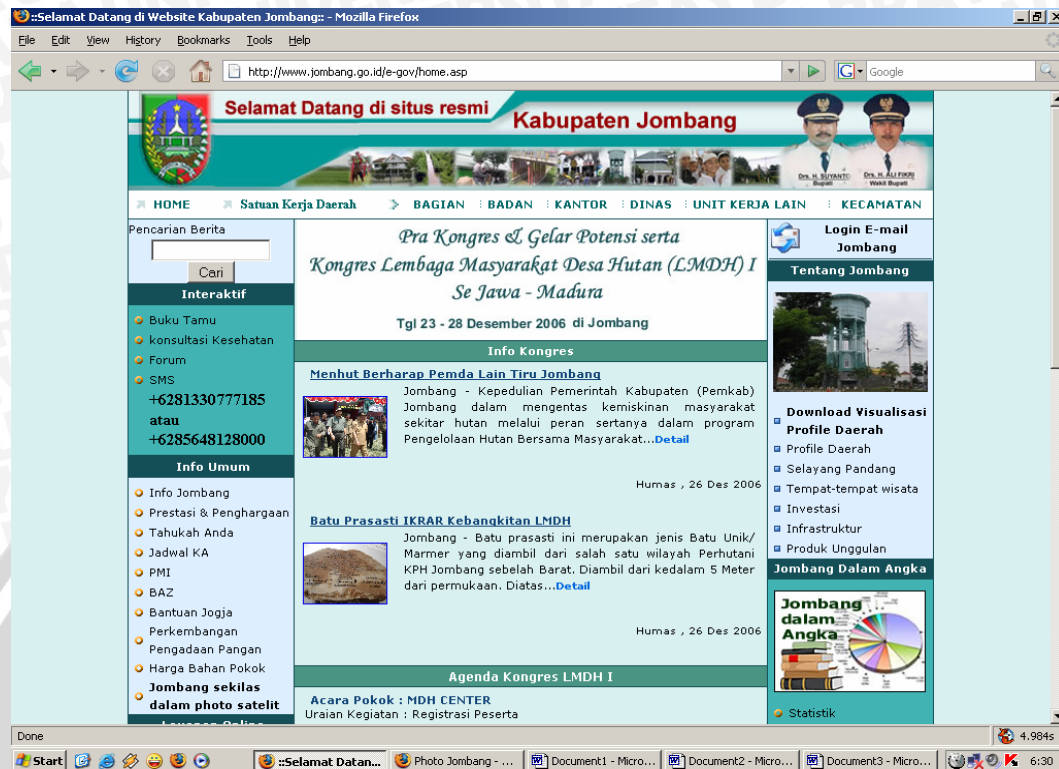 ::Selamat Datang di Website Kabupaten Jombang:: - Mozilla Firefox
File Edit View History Bookmarks Tools Help
http://www.jombang.go.id/e-gov/home.asp
G Google
Selamat Datang di situs resmi
Kabupaten Jombang
Drs. H. SUYANTO
Bupati
Drs. H. ALI FIKRI
Wakil Bupati
HOME Satuan Kerja Daerah BAGIAN BADAN KANTOR DINAS UNIT KERJA LAIN KECAMATAN
Pencarian Berita
Cari
Interaktif
Buku Tamu
konsultasi Kesehatan
Forum
SMS
+6281330777185
atau
+6285648128000
Info Umum
Info Jombang
Prestasi & Penghargaan
Tahukah Anda
Jadwal KA
PMI
BAZ
Bantuan Jogja
Perkembangan
Pengadaan Pangan
Harga Bahan Pokok
Jombang sekilas
dalam photo satelit
Layanan Online
Pra Kongres & Gelar Potensi serta
Kongres Lembaga Masyarakat Desa Hutan (LMDH) I
Se Jawa - Madura
Tgl 23 - 28 Desember 2006 di Jombang
Info Kongres
Menhut Berharap Pemda Lain Tiru Jombang
Jombang - Kepedulian Pemerintah Kabupaten (Pemkab)
Jombang dalam mengentas kemiskinan masyarakat
sekitar hutan melalui peran sertanya dalam program
Pengelolaan Hutan Bersama Masyarakat...Detail
Humas , 26 Des 2006
Batu Prasasti IKRAR Kebangkitan LMDH
Jombang - Batu prasasti ini merupakan jenis Batu Unik/
Marmer yang diambil dari salah satu wilayah Perhutani
KPH Jombang sebelah Barat. Diambil dari kedalam 5 Meter
dari permukaan. Diatas...Detail
Humas , 26 Des 2006
Agenda Kongres LMDH I
Acara Pokok : MDH CENTER
Uraian Kegiatan : Registrasi Peserta
Login E-mail
Jombang
Tentang Jombang
Download Visualisasi
Profile Daerah
Profile Daerah
Selayang Pandang
Tempat-tempat wisata
Investasi
Infrastruktur
Produk Unggulan
Jombang Dalam Angka
Jombang
dalam
Angka
Statistik
Done
4.984s
Start
::Selamat Datan...
Photo Jombang - ...
Document1 - Micro...
Document2 - Micro...
Document3 - Micro...
6:30